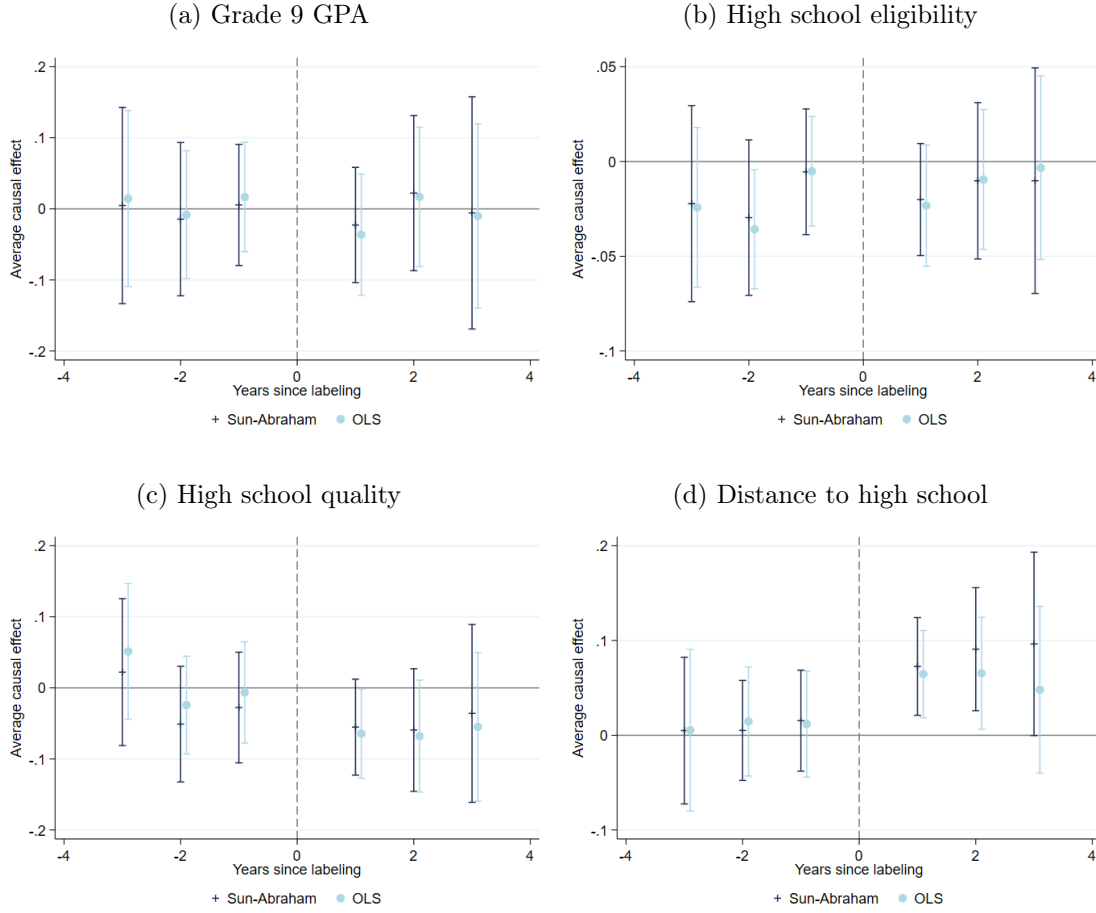 (a) Grade 9 GPA
.2
.1
0
-.1
-.2
Average causal effect
-4
-2
0
2
4
Years since labeling
Sun-Abraham
OLS
(b) High school eligibility
.05
0
-.05
-.1
Average causal effect
-4
-2
0
2
4
Years since labeling
Sun-Abraham
OLS
(c) High school quality
.2
.1
0
-.1
-.2
Average causal effect
-4
-2
0
2
4
Years since labeling
Sun-Abraham
OLS
(d) Distance to high school
.2
.1
0
-.1
Average causal effect
-4
-2
0
2
4
Years since labeling
Sun-Abraham
OLS